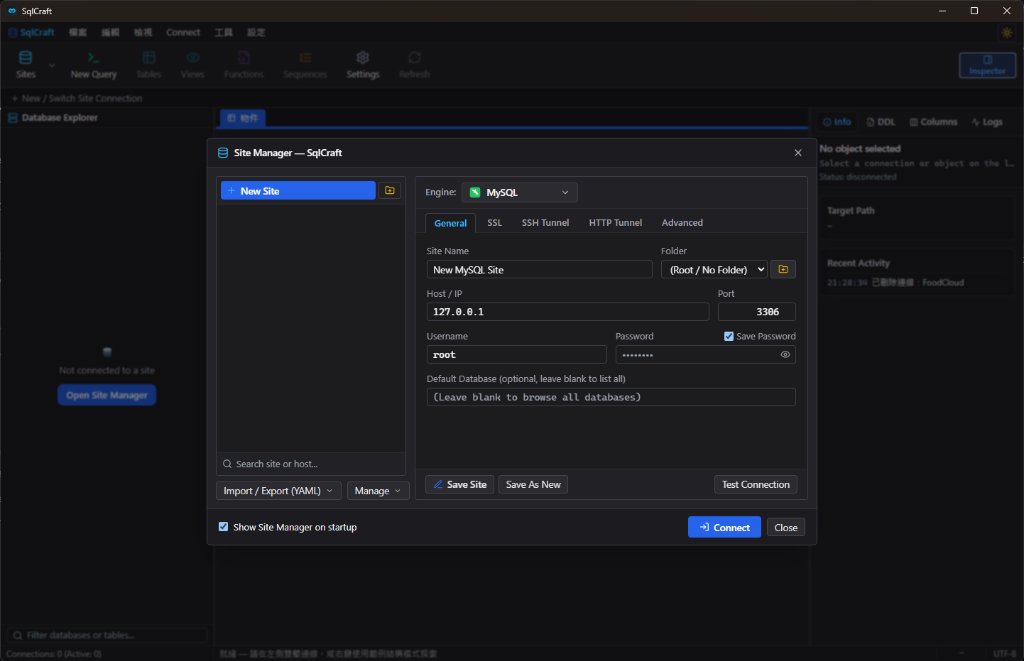 SqlCraft
SqlCraft 檔案 編輯 檢視 Connect 工具 設定
Sites New Query Tables Views Functions Sequences Settings Refresh Inspector
+ New / Switch Site Connection
Database Explorer
物件
Info DDL Columns Logs
No object selected
Select a connection or object on the l...
Status: disconnected
Target Path
–
Recent Activity
21:28:34 已刪除連線：FoodCloud
Not connected to a site
Open Site Manager
Site Manager — SqlCraft
+ New Site
Search site or host...
Import / Export (YAML) Manage
Engine: MySQL
General SSL SSH Tunnel HTTP Tunnel Advanced
Site Name Folder
New MySQL Site (Root / No Folder)
Host / IP Port
127.0.0.1 3306
Username Password Save Password
root ••••••••
Default Database (optional, leave blank to list all)
(Leave blank to browse all databases)
Save Site Save As New Test Connection
Show Site Manager on startup
Connect Close
Filter databases or tables...
Connections: 0 (Active: 0) UTF-8